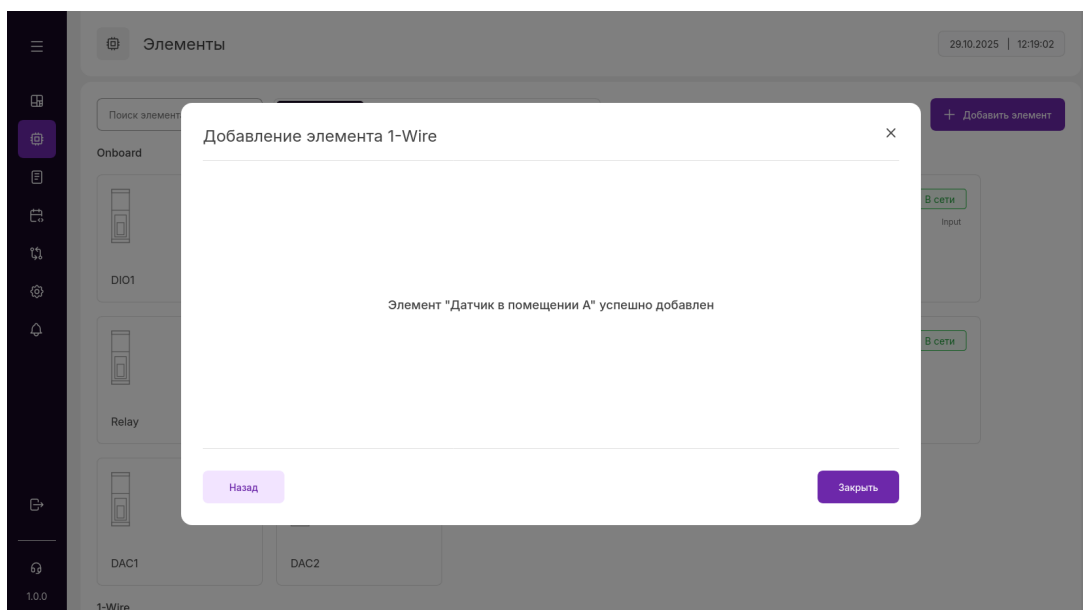 Элементы
29.10.2025 | 12:19:02
Поиск элемент
Добавить элемент
Onboard
Добавление элемента 1-Wire
В сети
Input
DIO1
Элемент "Датчик в помещении А" успешно добавлен
В сети
Relay
Назад
Закрыть
DAC1
DAC2
1.0.0
1-Wire